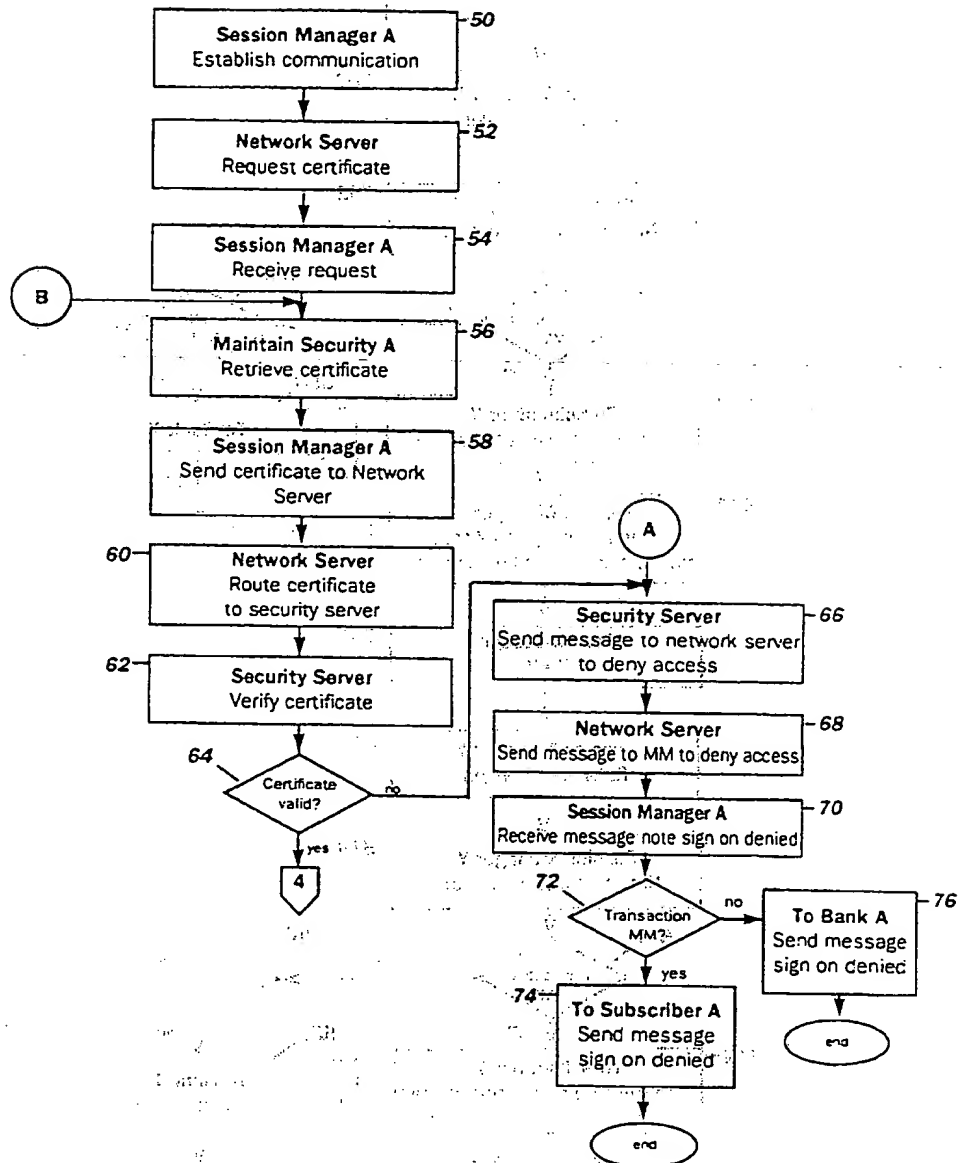 50
Session Manager A
Establish communication
52
Network Server
Request certificate
54
Session Manager A
Receive request
B
56
Maintain Security A
Retrieve certificate
58
Session Manager A
Send certificate to Network
Server
60
Network Server
Route certificate
to security server
62
Security Server
Verify certificate
64
Certificate
valid?
no
yes
4
A
66
Security Server
Send message to network server
to deny access
68
Network Server
Send message to MM to deny access
70
Session Manager A
Receive message note sign on denied
72
Transaction
MM?
no
yes
76
To Bank A
Send message
sign on denied
end
74
To Subscriber A
Send message
sign on denied
end